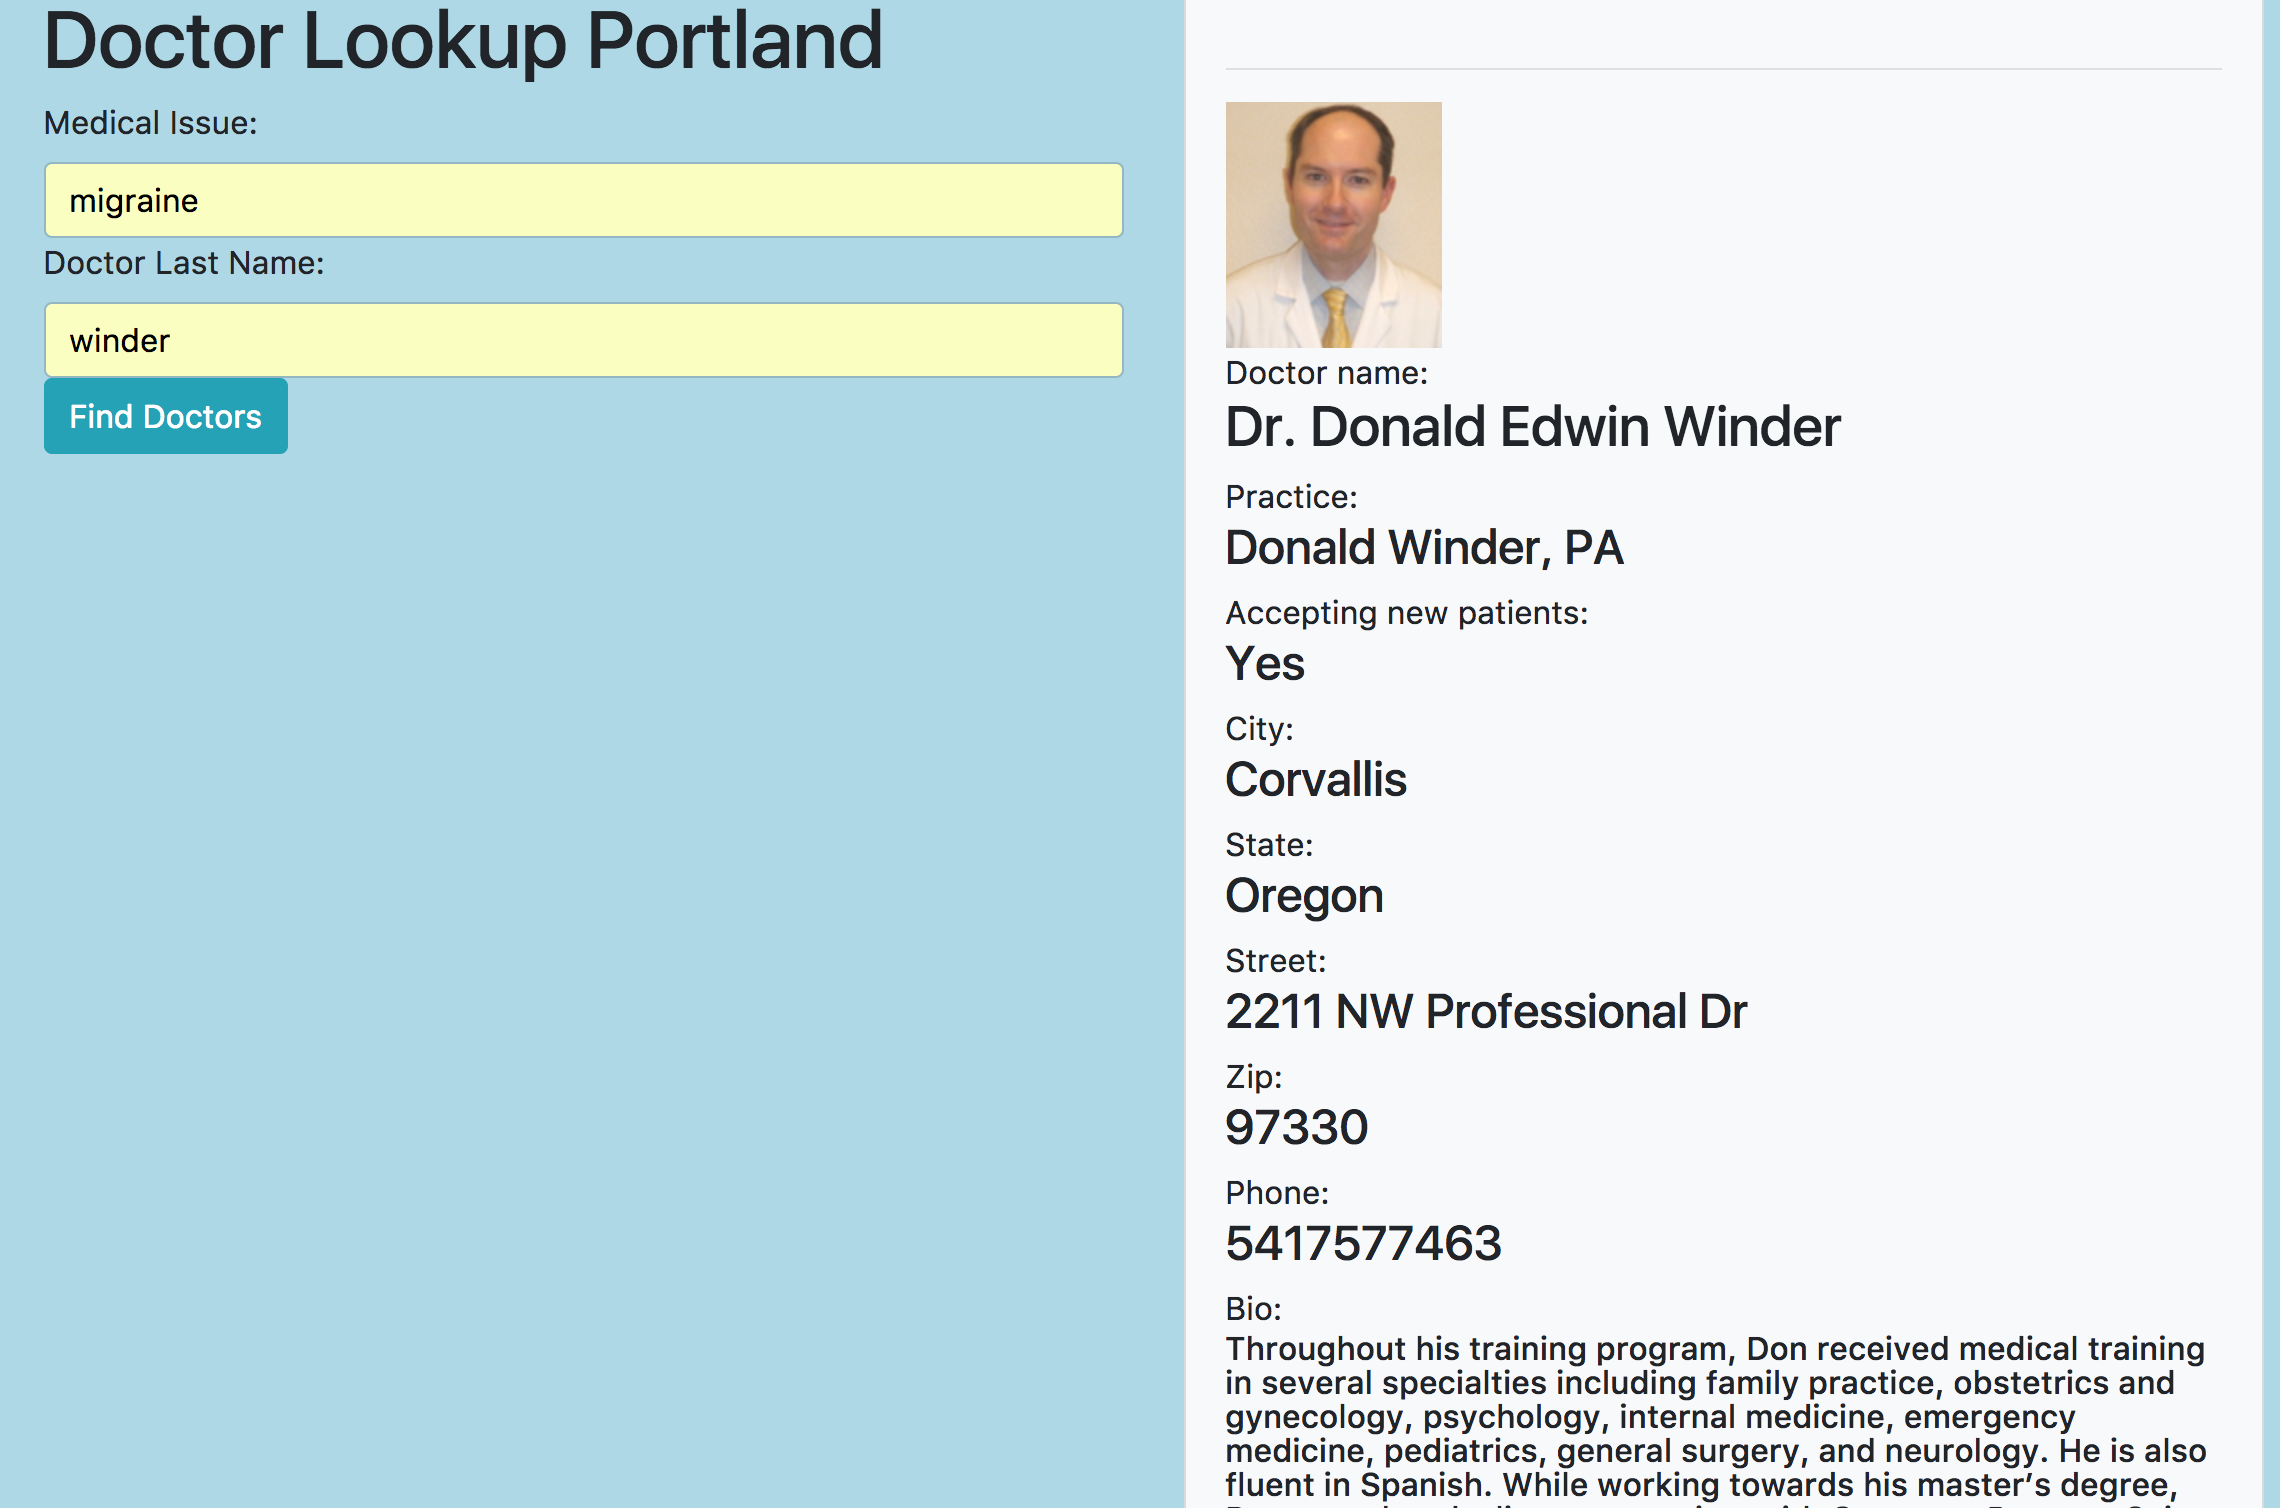 Doctor Lookup Portland
Medical Issue:
migraine
Doctor Last Name:
winder
Find Doctors
Doctor name:
Dr. Donald Edwin Winder
Practice:
Donald Winder, PA
Accepting new patients:
Yes
City:
Corvallis
State:
Oregon
Street:
2211 NW Professional Dr
Zip:
97330
Phone:
5417577463
Bio:
Throughout his training program, Don received medical training
in several specialties including family practice, obstetrics and
gynecology, psychology, internal medicine, emergency
medicine, pediatrics, general surgery, and neurology. He is also
fluent in Spanish. While working towards his master’s degree,